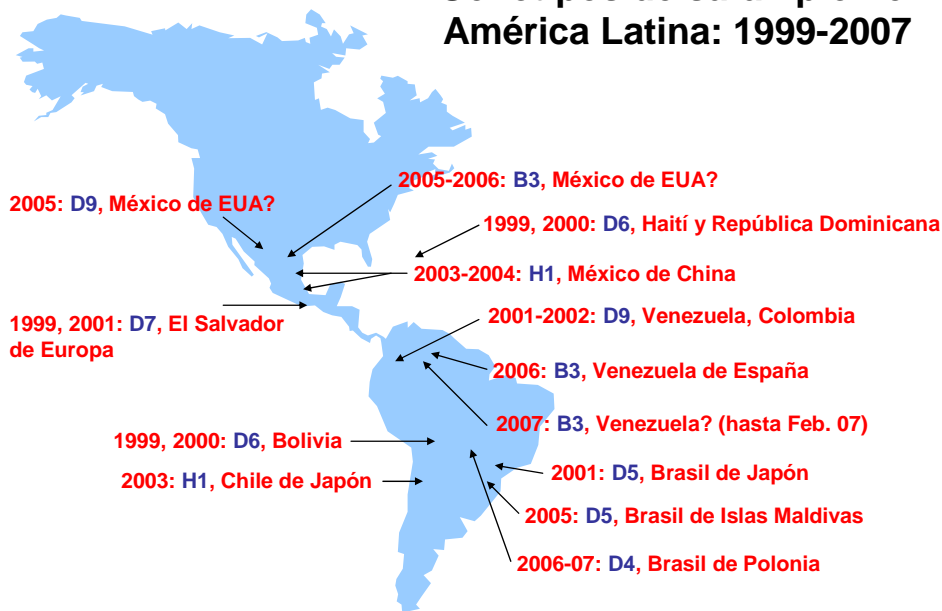 América Latina: 1999-2007
2005-2006: B3, México de EUA?
2005: D9, México de EUA?
1999, 2000: D6, Haití y República Dominicana
2003-2004: H1, México de China
1999, 2001: D7, El Salvador
de Europa
2001-2002: D9, Venezuela, Colombia
2006: B3, Venezuela de España
2007: B3, Venezuela? (hasta Feb. 07)
1999, 2000: D6, Bolivia
2003: H1, Chile de Japón
2001: D5, Brasil de Japón
2005: D5, Brasil de Islas Maldivas
2006-07: D4, Brasil de Polonia